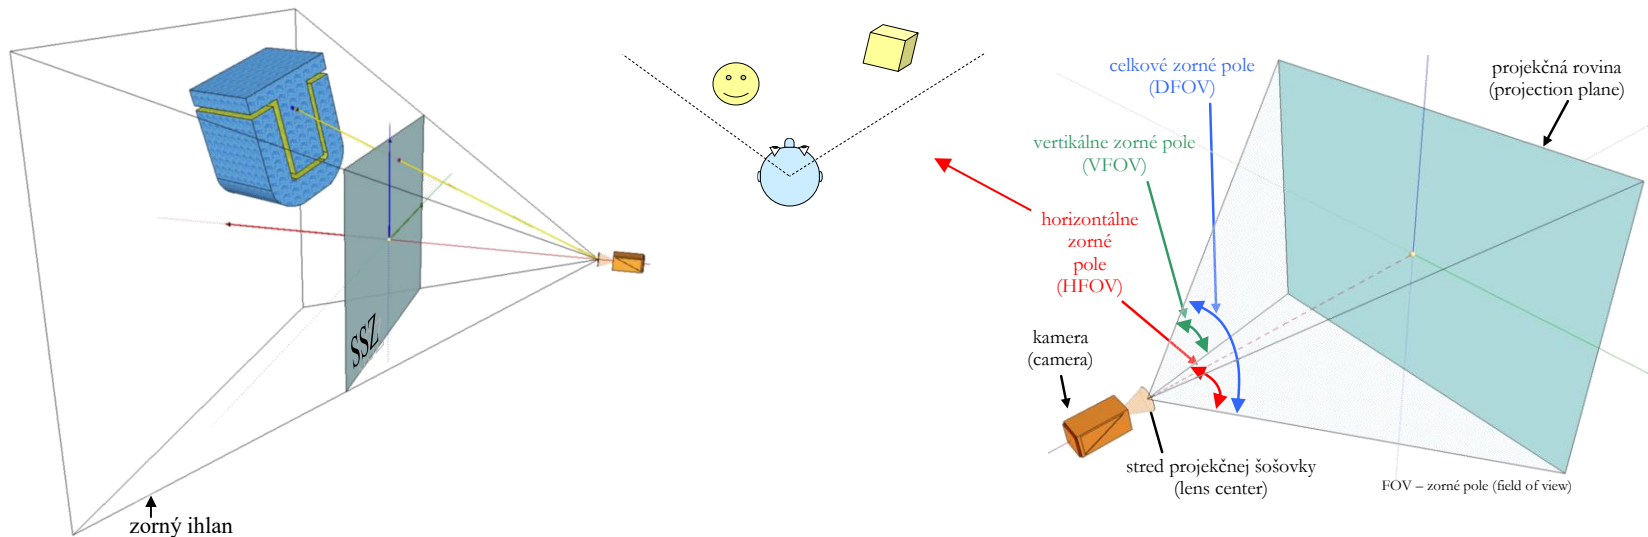 SSZ
zorný ihlan
celkové zorné pole
(DFOV)
vertikálne zorné pole
(VFOV)
horizontálne
zorné
pole
(HFOV)
kamera
(camera)
projekčná rovina
(projection plane)
stred projekčnej šošovky
(lens center)
FOV – zorné pole (field of view)